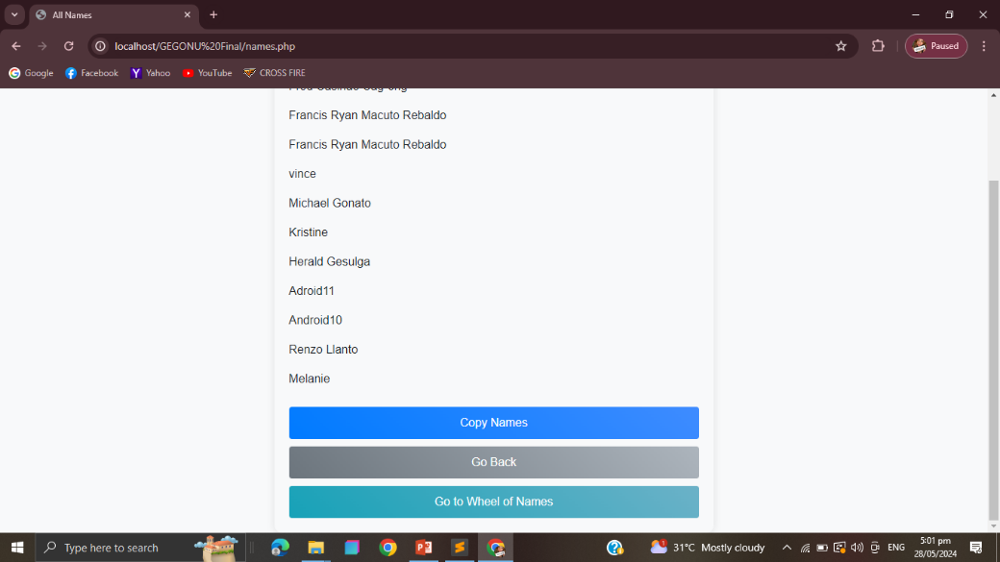 All Names
localhost/GEGONU%20Final/names.php
Paused
Google
Facebook
Yahoo
YouTube
CROSS FIRE
Francis Ryan Macuto Rebaldo
Francis Ryan Macuto Rebaldo
vince
Michael Gonato
Kristine
Herald Gesulga
Adroid11
Android10
Renzo Llanto
Melanie
Copy Names
Go Back
Go to Wheel of Names
Type here to search
31°C Mostly cloudy
ENG
5:01 pm
28/05/2024